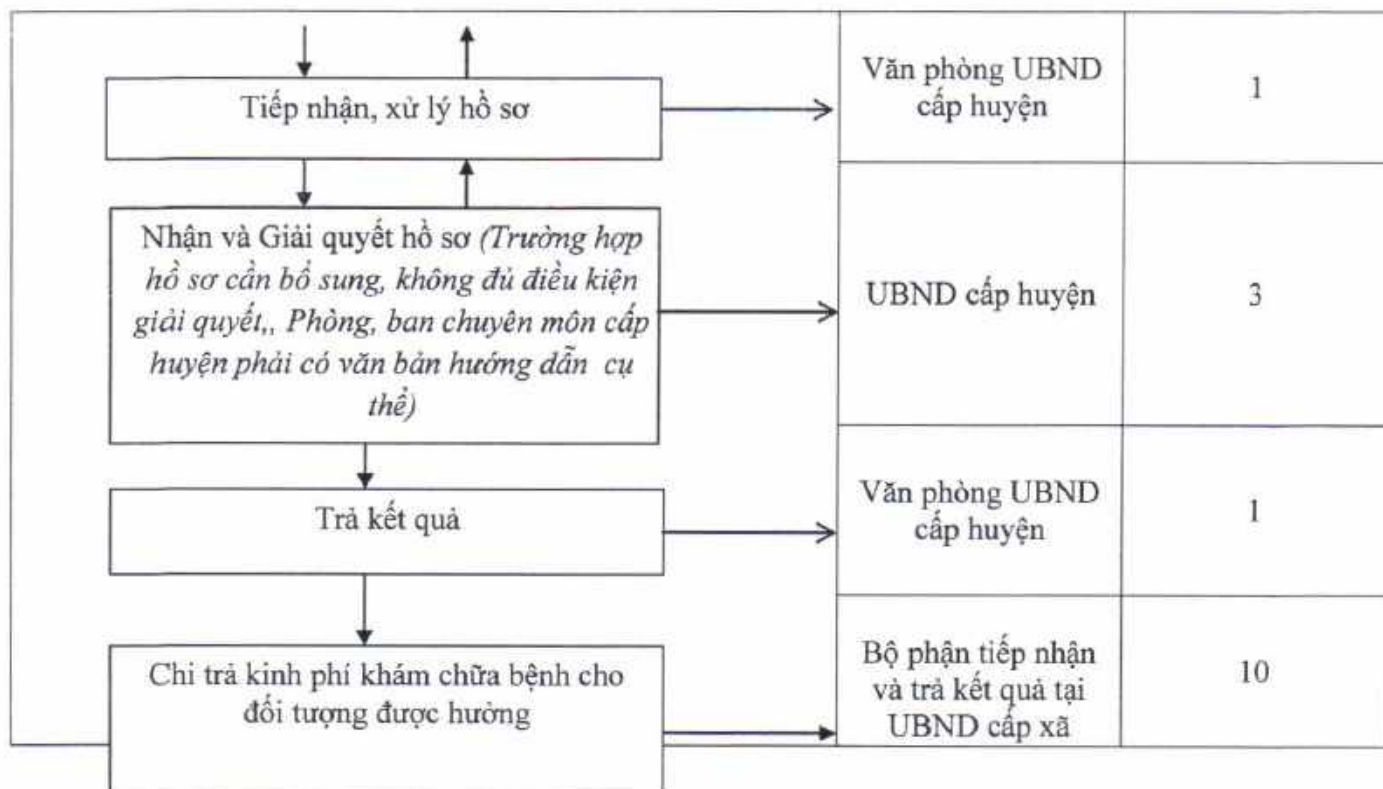 Tiếp nhận, xử lý hồ sơ
Văn phòng UBND
cấp huyện
1
Nhận và Giải quyết hồ sơ (Trường hợp
hồ sơ cần bổ sung, không đủ điều kiện
giải quyết,, Phòng, ban chuyên môn cấp
huyện phải có văn bản hướng dẫn cụ
thể)
UBND cấp huyện
3
Trả kết quả
Văn phòng UBND
cấp huyện
1
Chi trả kinh phí khám chữa bệnh cho
đối tượng được hưởng
Bộ phận tiếp nhận
và trả kết quả tại
UBND cấp xã
10